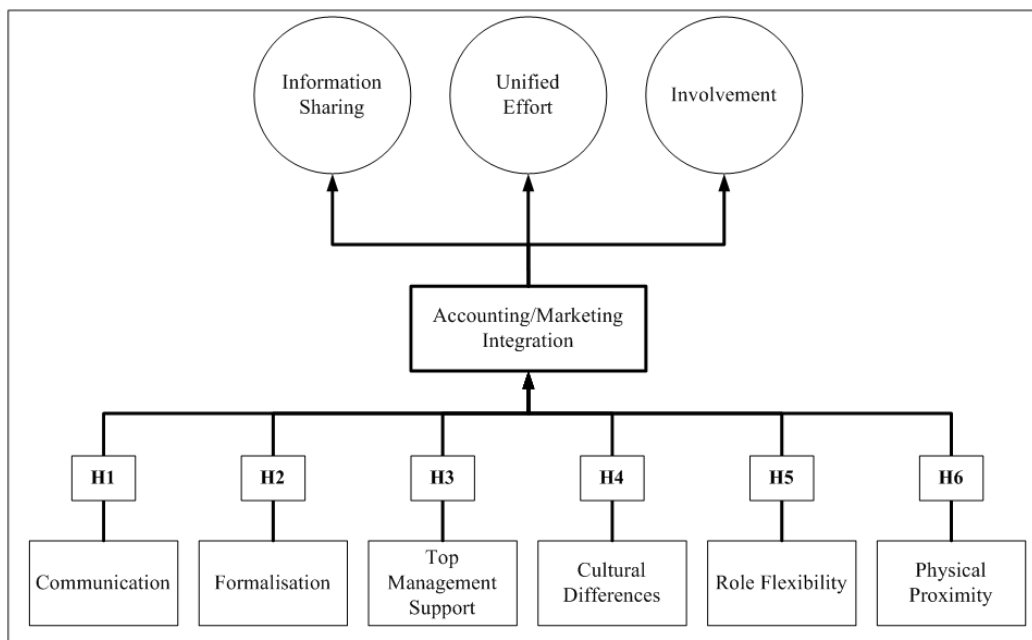 Information
Sharing
Unified
Effort
Involvement
Accounting/Marketing
Integration
H1
H2
H3
H4
H5
H6
Communication
Formalisation
Top
Management
Support
Cultural
Differences
Role Flexibility
Physical
Proximity